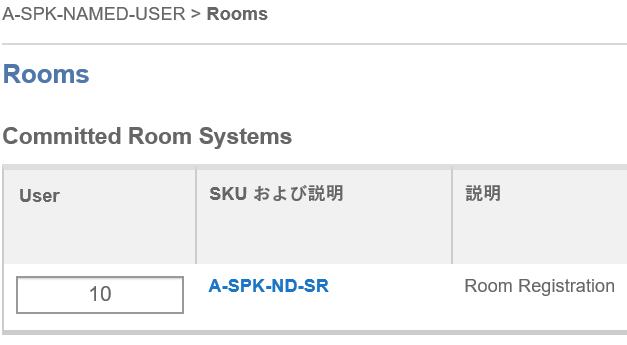 A-SPK-NAMED-USER > Rooms
Rooms
Committed Room Systems
User SKU および説明 説明
10 A-SPK-ND-SR Room Registration